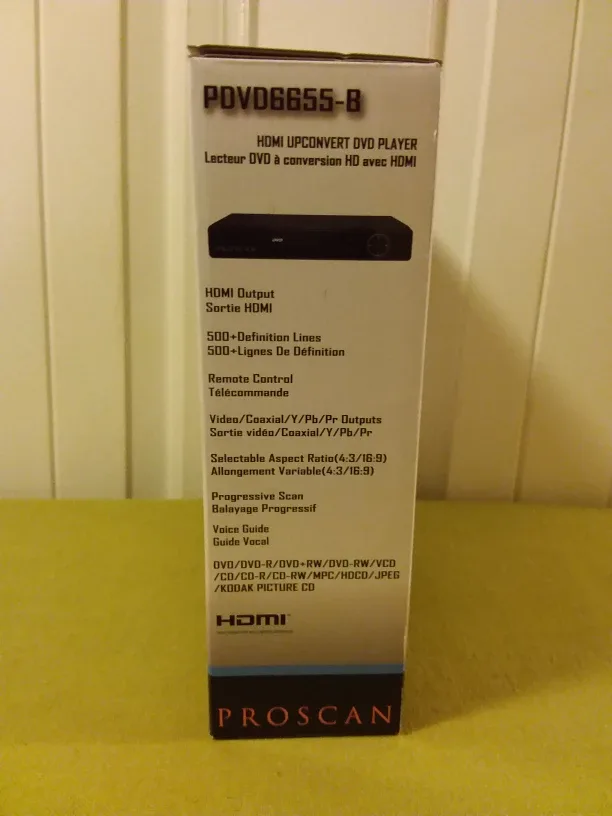 PDVD6655-B
HDMI UPCONVERT DVD PLAYER
Lecteur DVD à conversion HD avec HDMI
HDMI Output
Sortie HDMI
500+Definition Lines
500+Lignes De Définition
Remote Control
Télécommande
Video/Coaxial/Y/Pb/Pr Outputs
Sortie vidéo/Coaxial/Y/Pb/Pr
Selectable Aspect Ratio(4:3/16:9)
Allongement Variable(4:3/16:9)
Progressive Scan
Balayage Progressif
Voice Guide
Guide Vocal
DVD/DVD-R/DVD+RW/DVD-RW/VCD
/CD/CD-R/CD-RW/MPC/HDCD/JPEG
/KODAK PICTURE CD
HDMI
PROSCAN